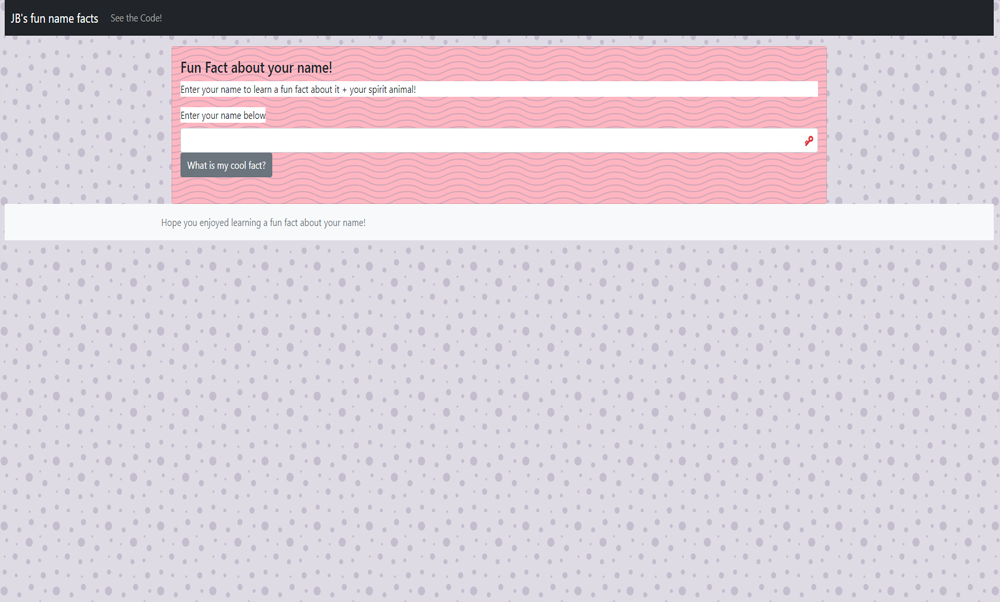 JB's fun name facts See the Code!
Fun Fact about your name!
Enter your name to learn a fun fact about it + your spirit animal!
Enter your name below
What is my cool fact?
Hope you enjoyed learning a fun fact about your name!